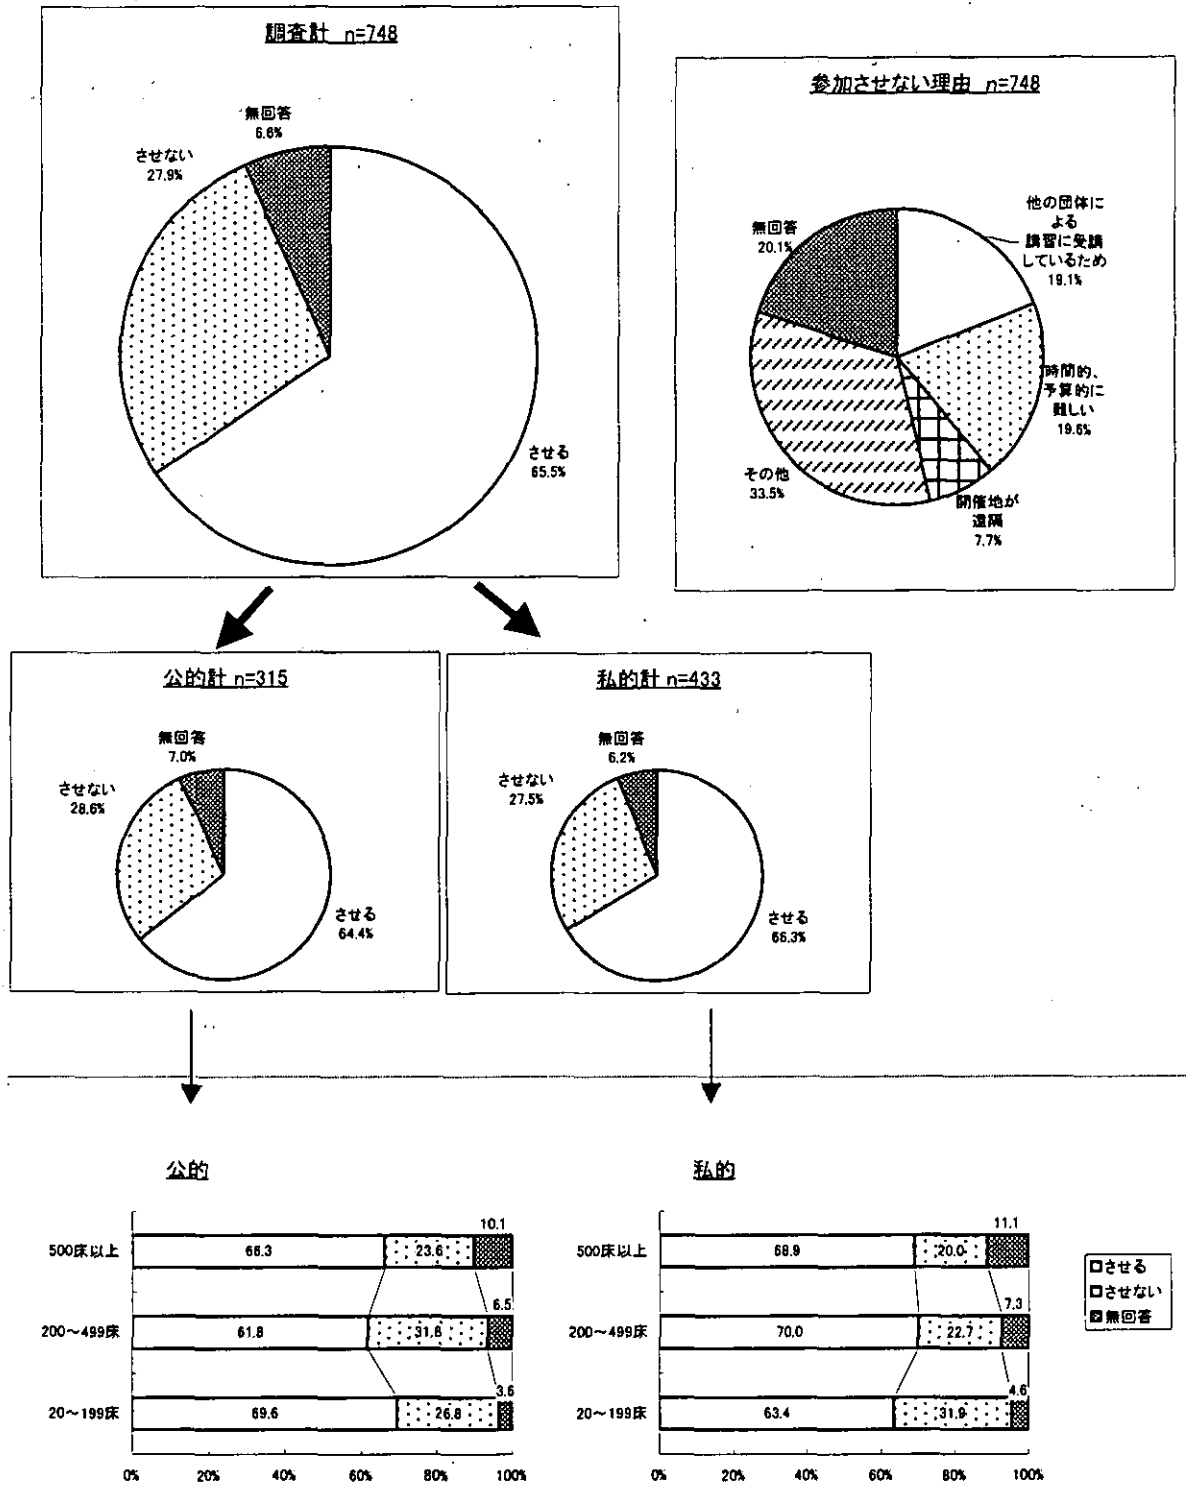 調査計 n=748
無回答
6.6%
させない
27.9%
させる
65.5%
参加させない理由 n=748
他の団体に
よる
講習に受講
しているため
19.1%
無回答
20.1%
時間的、
予算的に
難しい
19.6%
その他
33.5%
開催地が
遠隔
7.7%
公的計 n=315
無回答
7.0%
させない
28.6%
させる
64.4%
私的計 n=433
無回答
6.2%
させない
27.5%
させる
66.3%
公的
10.1
500床以上 66.3 23.6
6.5
200～499床 61.8 31.8
3.6
20～199床 69.6 26.8
0% 20% 40% 60% 80% 100%
私的
11.1
500床以上 68.9 20.0
7.3
200～499床 70.0 22.7
4.6
20～199床 63.4 31.9
0% 20% 40% 60% 80% 100%
させる
させない
無回答